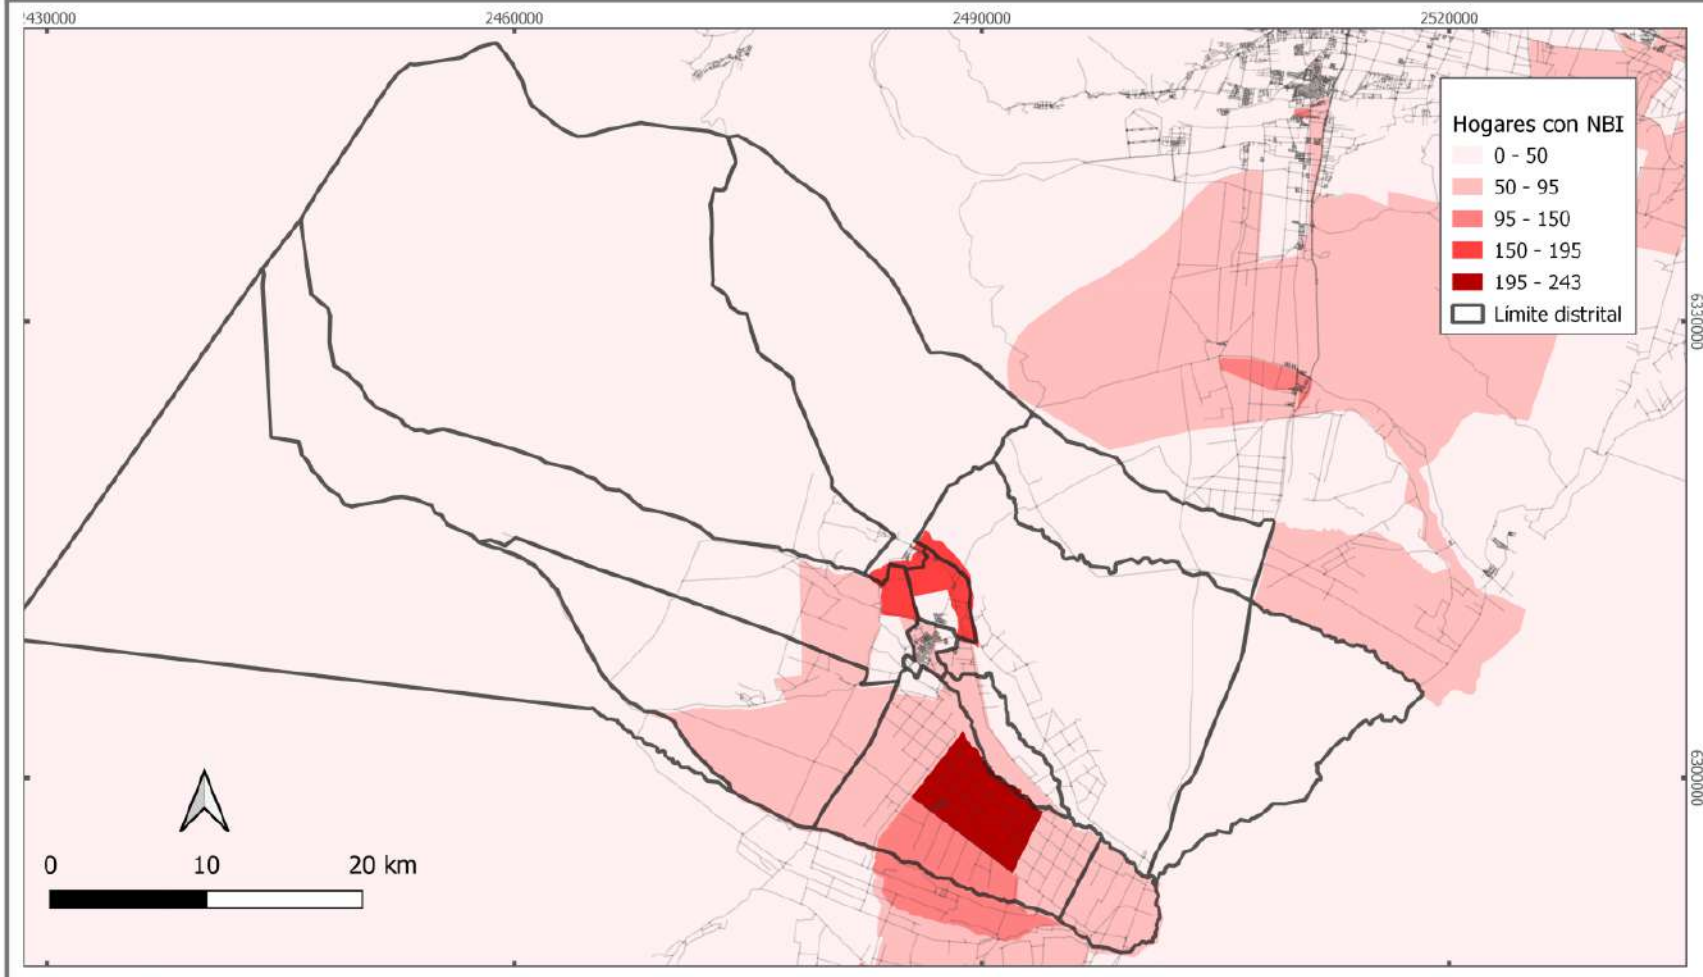 2430000
2460000
2490000
2520000
Hogares con NBI
0 - 50
50 - 95
95 - 150
150 - 195
195 - 243
Límite distrital
6330000
6300000
0 10 20 km